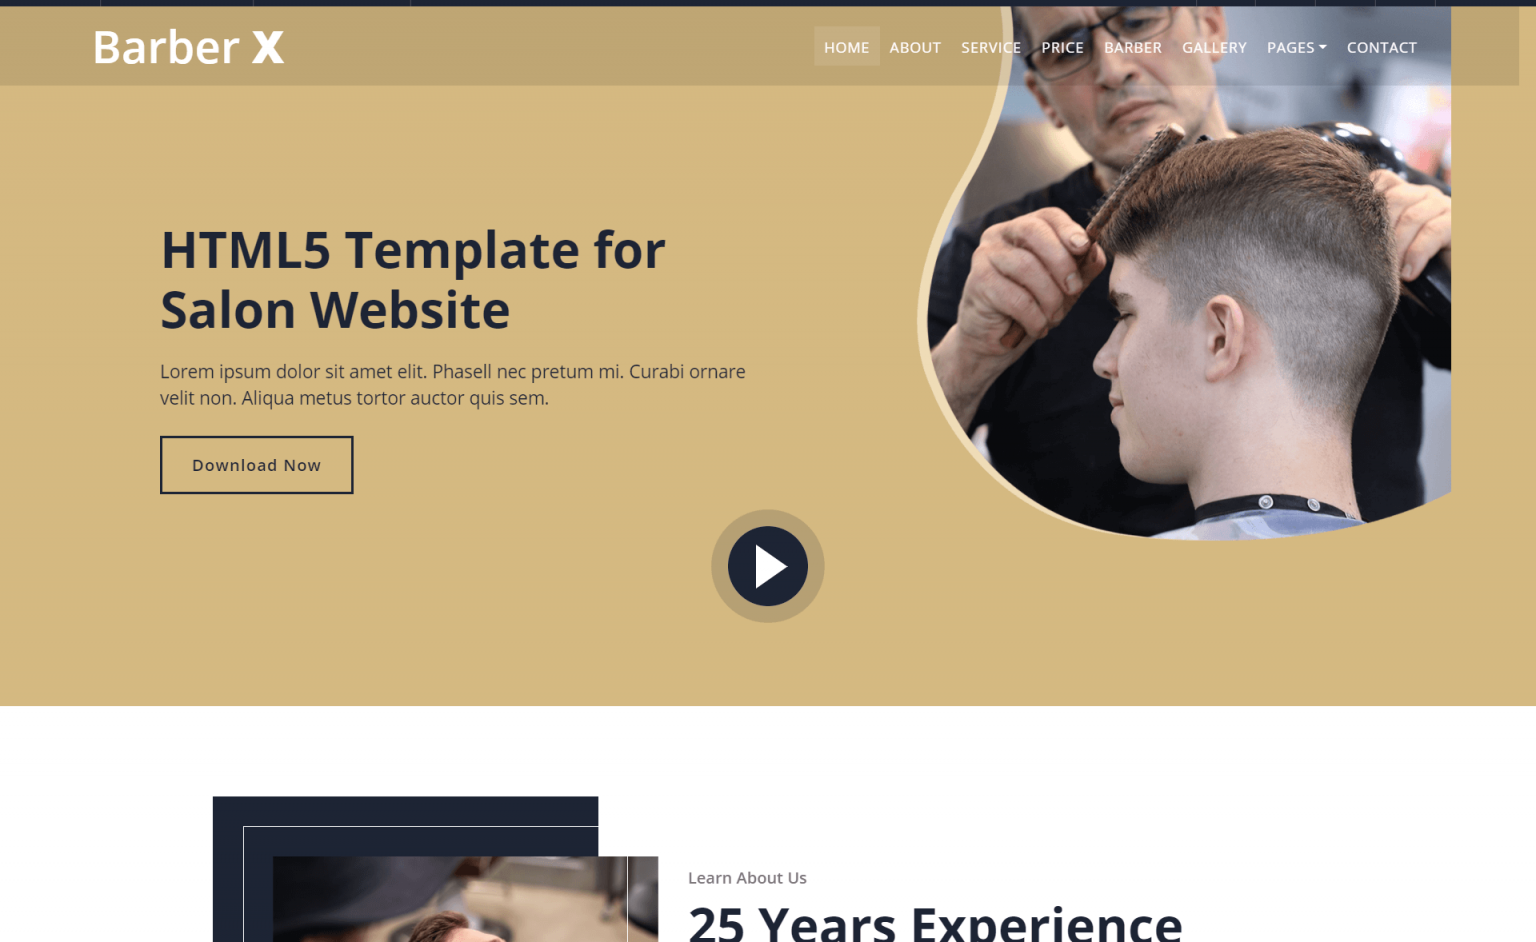 Barber X
HOME ABOUT SERVICE PRICE BARBER GALLERY PAGES CONTACT
HTML5 Template for
Salon Website
Lorem ipsum dolor sit amet elit. Phasell nec pretum mi. Curabi ornare
velit non. Aliqua metus tortor auctor quis sem.
Download Now
Learn About Us
25 Years Experience